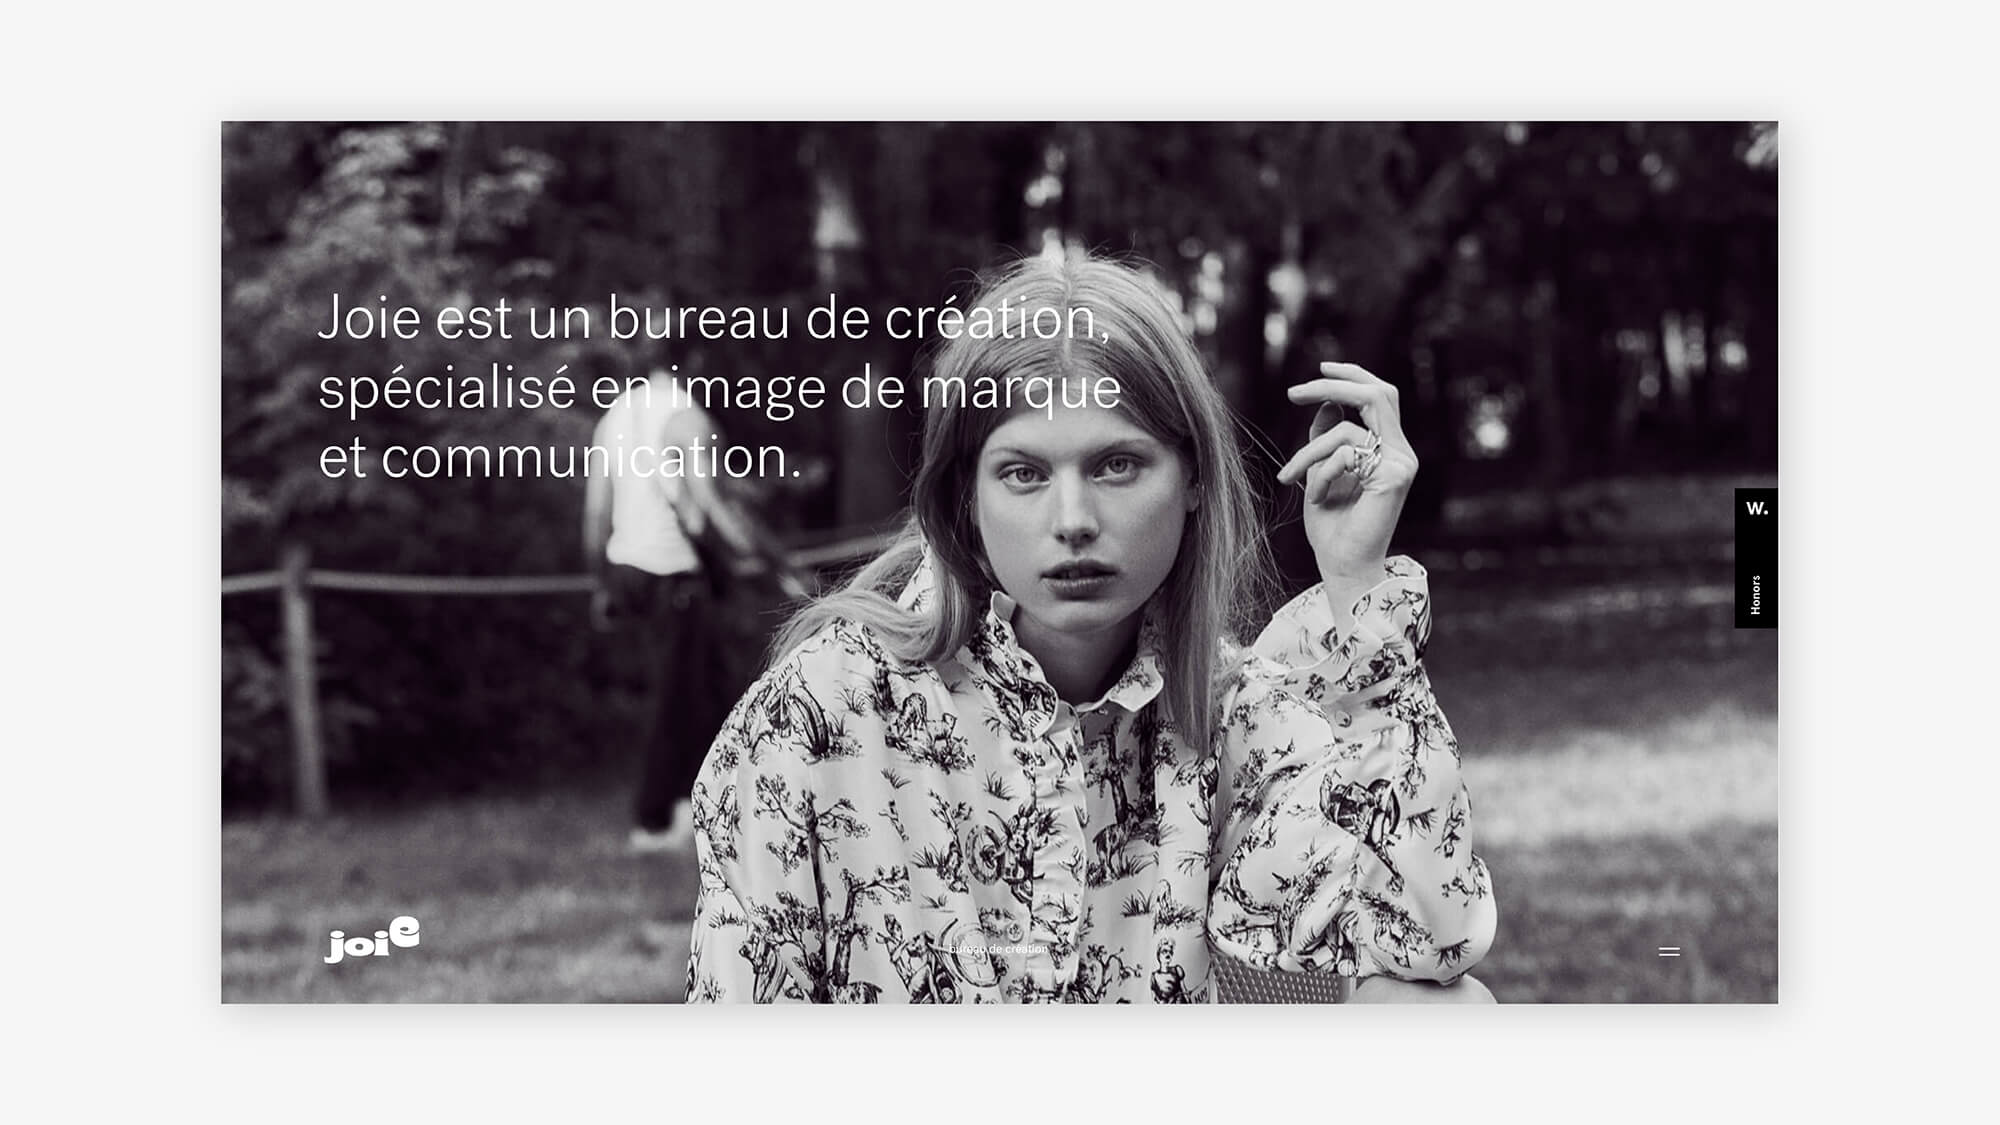 Joie est un bureau de création,
spécialisé en image de marque
et communication.
W.
Honors
joie
bureau de création